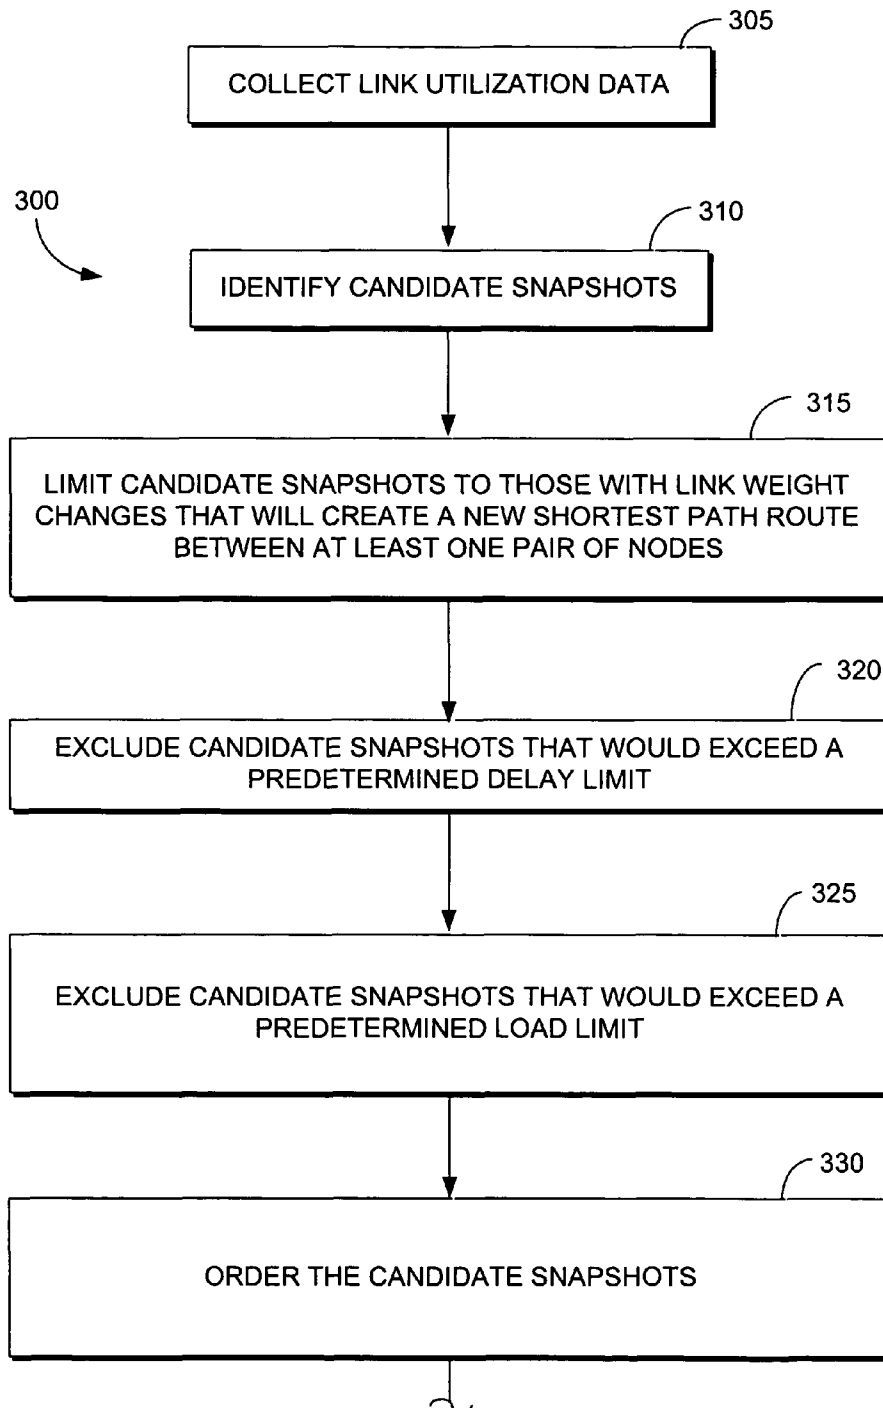 305
COLLECT LINK UTILIZATION DATA
300
310
IDENTIFY CANDIDATE SNAPSHOTS
315
LIMIT CANDIDATE SNAPSHOTS TO THOSE WITH LINK WEIGHT
CHANGES THAT WILL CREATE A NEW SHORTEST PATH ROUTE
BETWEEN AT LEAST ONE PAIR OF NODES
320
EXCLUDE CANDIDATE SNAPSHOTS THAT WOULD EXCEED A
PREDETERMINED DELAY LIMIT
325
EXCLUDE CANDIDATE SNAPSHOTS THAT WOULD EXCEED A
PREDETERMINED LOAD LIMIT
330
ORDER THE CANDIDATE SNAPSHOTS